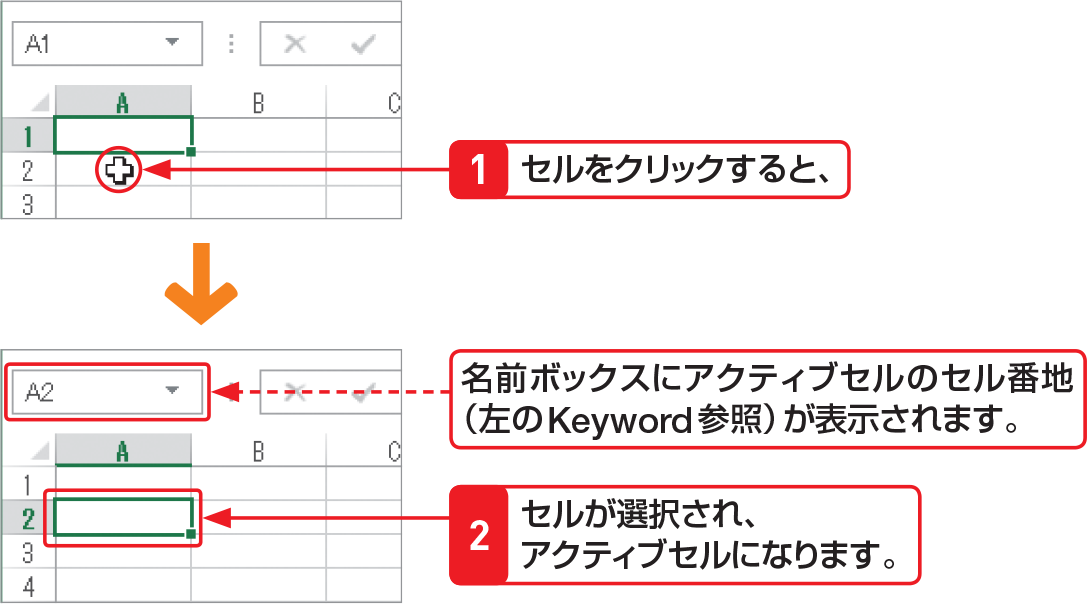 A1
A B C
1
2
3
1 セルをクリックすると、
A2
名前ボックスにアクティブセルのセル番地
（左のKeyword参照）が表示されます。
A B C
1
2
3
4
2 セルが選択され、
アクティブセルになります。